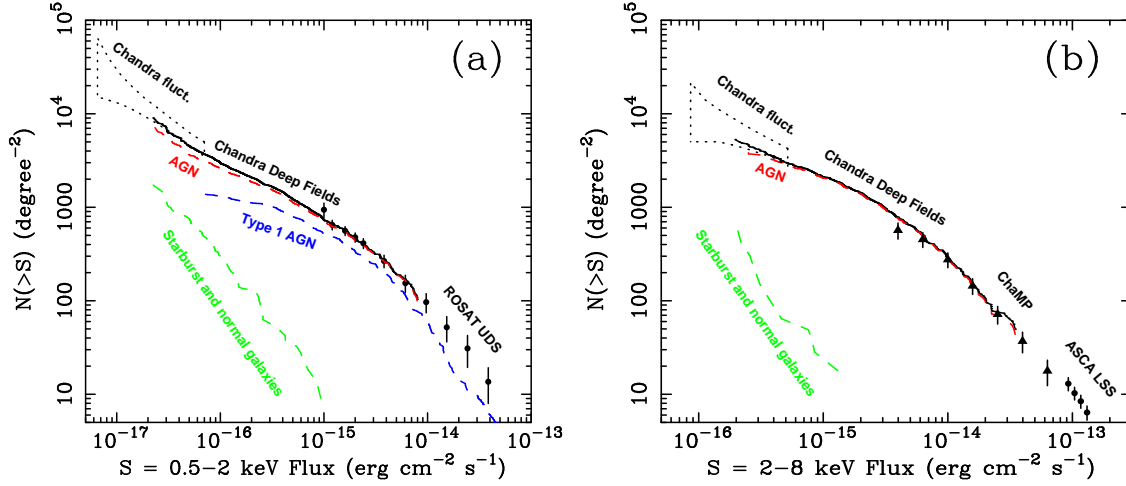 (a)
Chandra fluct.
Chandra Deep Fields
AGN
Type 1 AGN
Starburst and normal galaxies
ROSAT UDS
N(>S) (degree⁻²)
10⁵
10⁴
1000
100
10
10⁻¹⁷ 10⁻¹⁶ 10⁻¹⁵ 10⁻¹⁴ 10⁻¹³
S = 0.5−2 keV Flux (erg cm⁻² s⁻¹)
(b)
Chandra fluct.
Chandra Deep Fields
AGN
Starburst and normal galaxies
ChaMP
ASCA LSS
N(>S) (degree⁻²)
10⁵
10⁴
1000
100
10
10⁻¹⁶ 10⁻¹⁵ 10⁻¹⁴ 10⁻¹³
S = 2−8 keV Flux (erg cm⁻² s⁻¹)